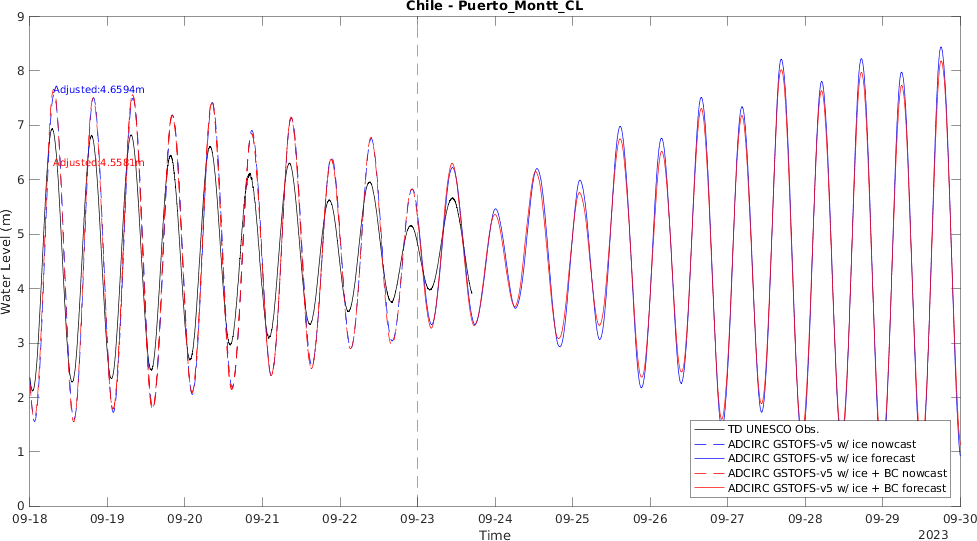 Chile - Puerto_Montt_CL
9
8
7
6
5
4
3
2
1
0
Water Level (m)
Adjusted:4.6594m
Adjusted:4.5581m
TD UNESCO Obs.
ADCIRC GSTOFS-v5 w/ ice nowcast
ADCIRC GSTOFS-v5 w/ ice forecast
ADCIRC GSTOFS-v5 w/ ice + BC nowcast
ADCIRC GSTOFS-v5 w/ ice + BC forecast
09-18 09-19 09-20 09-21 09-22 09-23 09-24 09-25 09-26 09-27 09-28 09-29 09-30
Time
2023